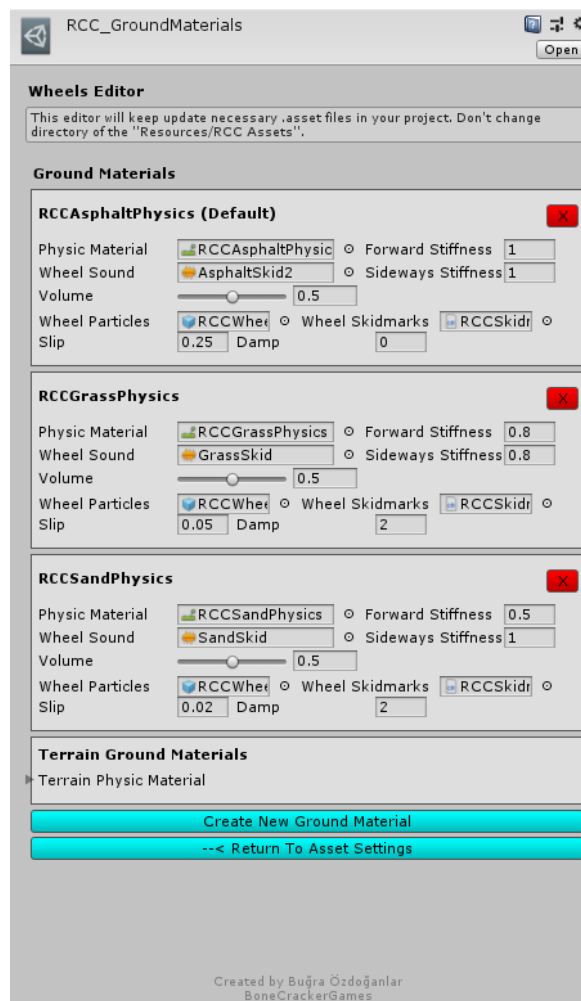 RCC_GroundMaterials
Open
Wheels Editor
This editor will keep update necessary .asset files in your project. Don't change
directory of the "Resources/RCC Assets".
Ground Materials
RCCAsphaltPhysics (Default) X
Physic Material RCCAsphaltPhysic Forward Stiffness 1
Wheel Sound AsphaltSkid2 Sideways Stiffness 1
Volume 0.5
Wheel Particles RCCWhee Wheel Skidmarks RCCSkidr
Slip 0.25 Damp 0
RCCGrassPhysics X
Physic Material RCCGrassPhysics Forward Stiffness 0.8
Wheel Sound GrassSkid Sideways Stiffness 0.8
Volume 0.5
Wheel Particles RCCWhee Wheel Skidmarks RCCSkidr
Slip 0.05 Damp 2
RCCSandPhysics X
Physic Material RCCSandPhysics Forward Stiffness 0.5
Wheel Sound SandSkid Sideways Stiffness 1
Volume 0.5
Wheel Particles RCCWhee Wheel Skidmarks RCCSkidr
Slip 0.02 Damp 2
Terrain Ground Materials
Terrain Physic Material
Create New Ground Material
--< Return To Asset Settings
Created by Buğra Özdoğanlar
BoneCrackerGames